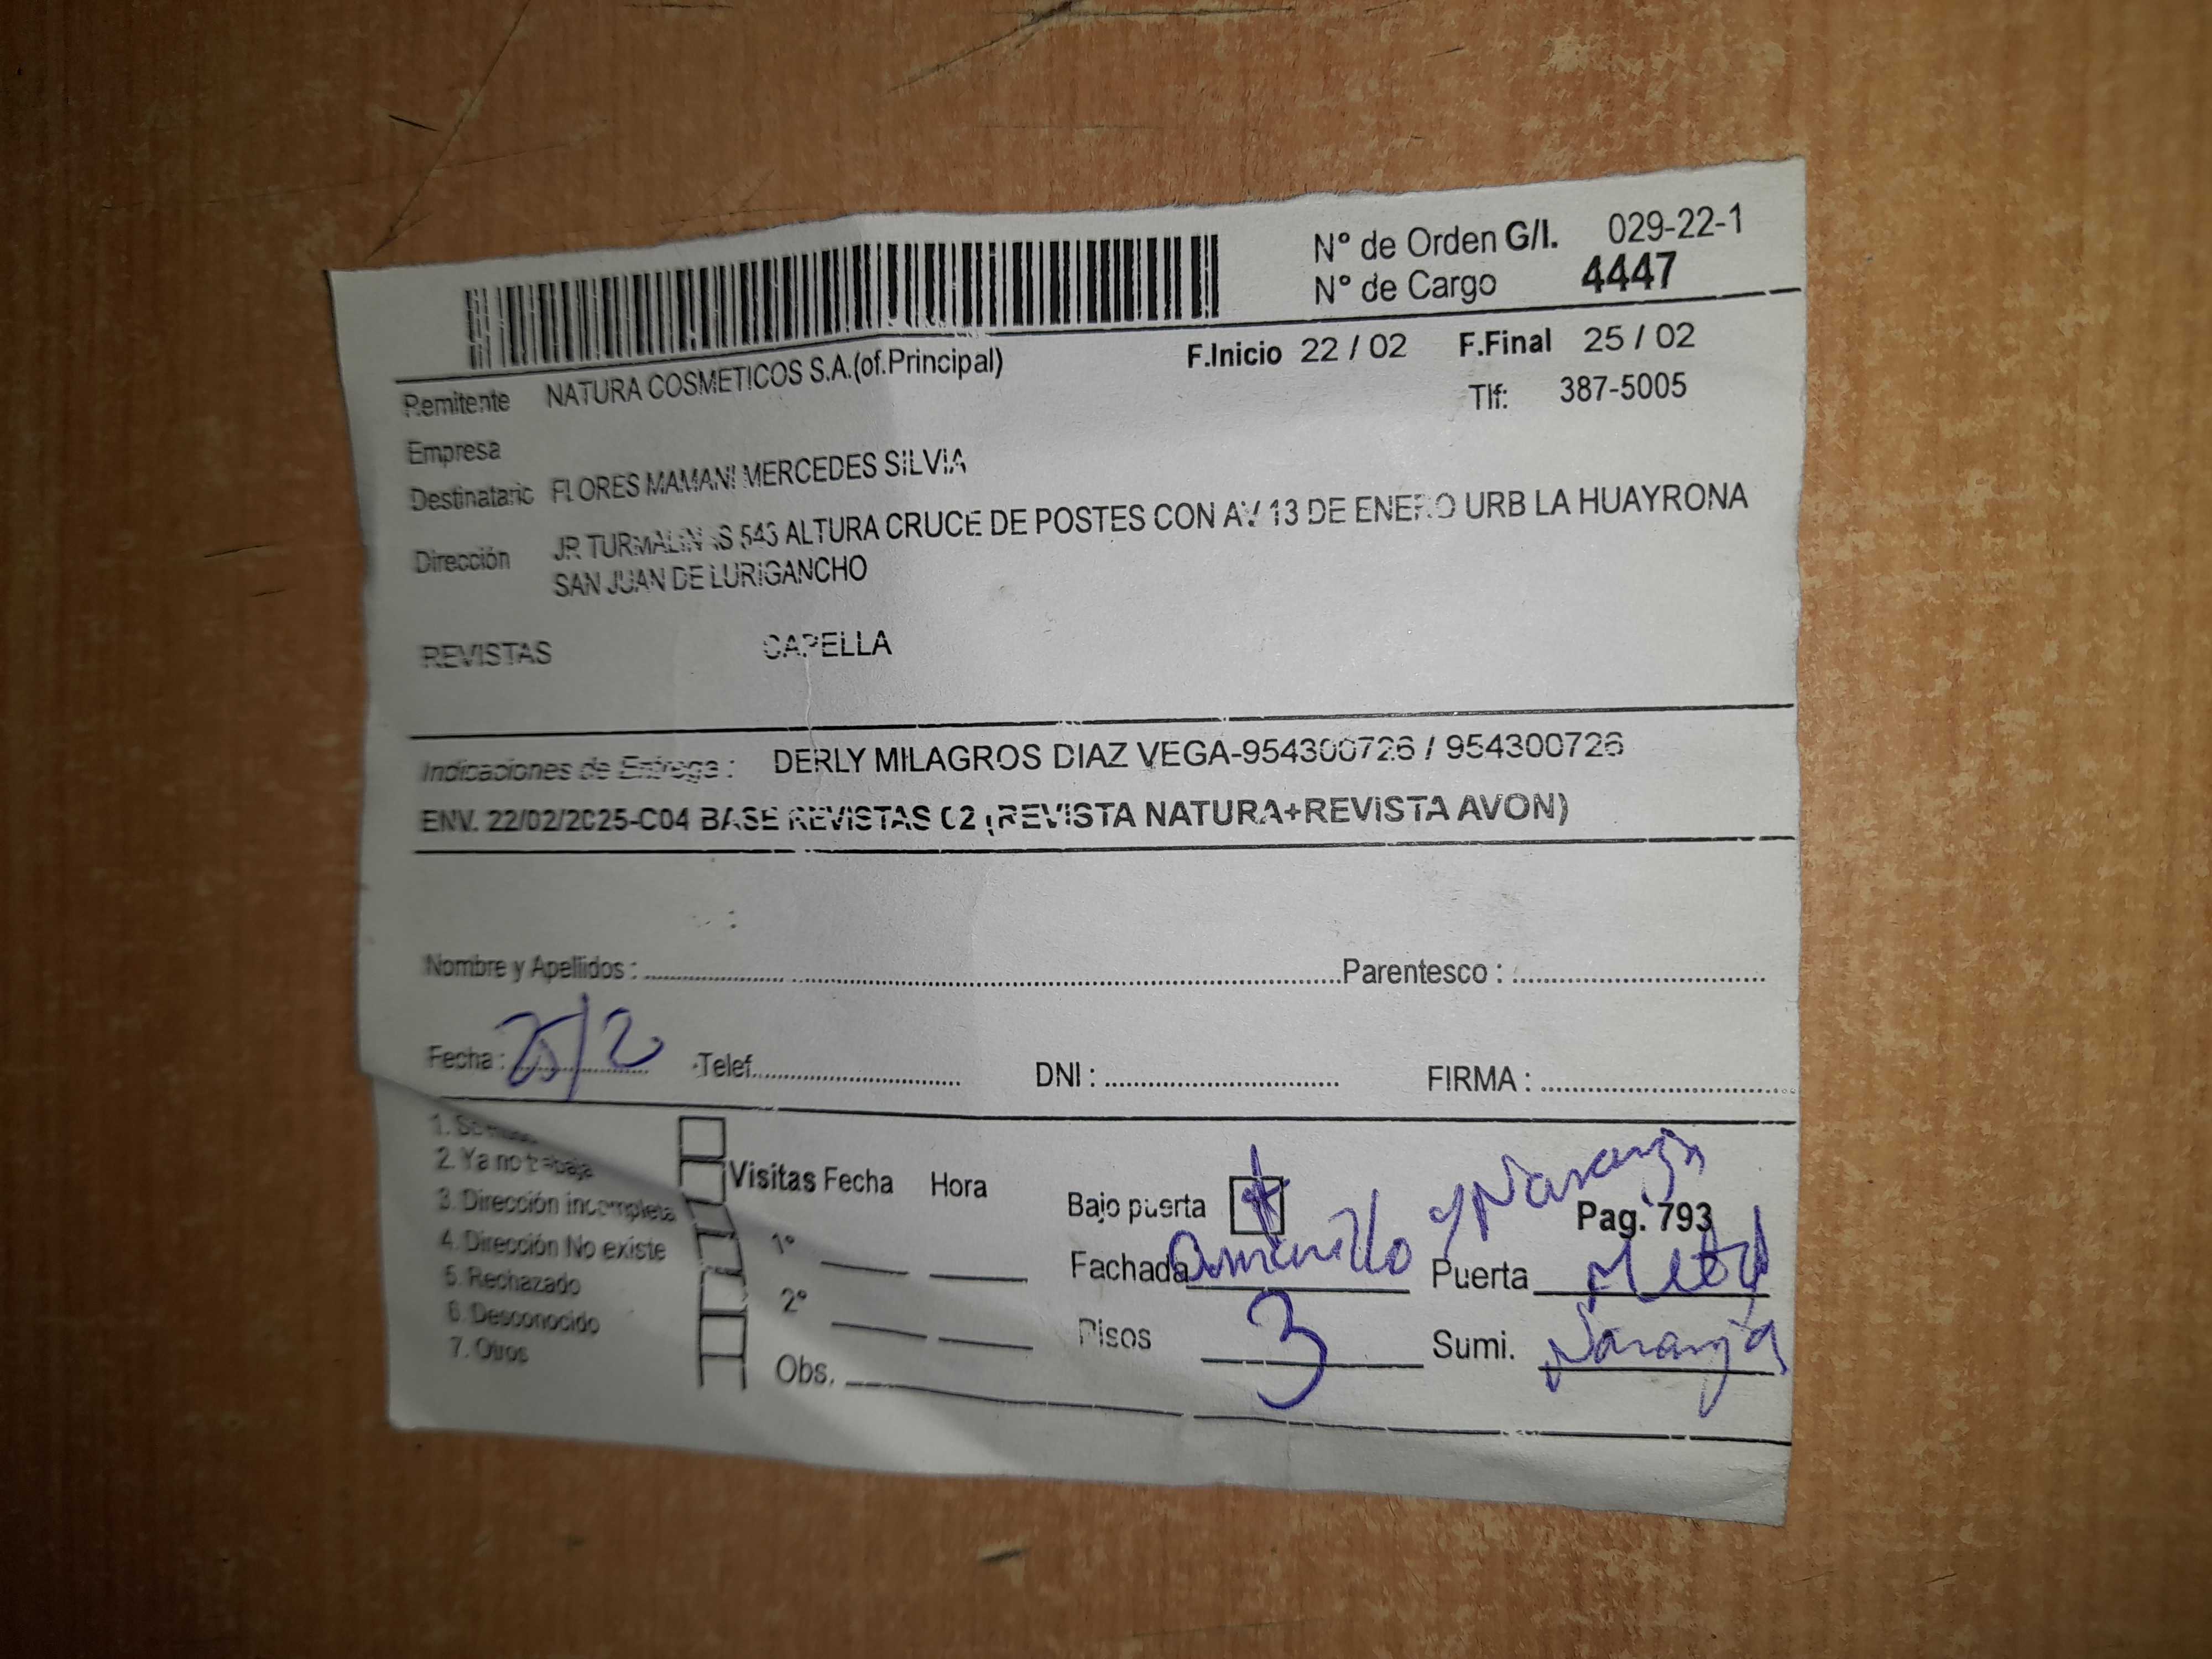 N° de Orden G/I. 029-22-1
N° de Cargo 4447
F.Inicio 22 / 02 F.Final 25 / 02
Remitente NATURA COSMETICOS S.A.(of.Principal)
Tlf: 387-5005
Empresa
Destinatario FLORES MAMANI MERCEDES SILVIA
Dirección JR TURMALINAS 543 ALTURA CRUCE DE POSTES CON AV 13 DE ENERO URB LA HUAYRONA
SAN JUAN DE LURIGANCHO
REVISTAS CAPELLA
Indicaciones de Entrega : DERLY MILAGROS DIAZ VEGA-954300726 / 954300726
ENV. 22/02/2025-C04 BASE REVISTAS 02 (REVISTA NATURA+REVISTA AVON)
Nombre y Apellidos : Parentesco :
Fecha : 25/2 Telef. DNI : FIRMA :
1.
2. Ya no trabaja
3. Dirección incompleta
4. Dirección No existe
5. Rechazado
6. Desconocido
7. Otros
Visitas Fecha Hora
1°
2°
Obs.
Bajo puerta
Pag. 793
Fachada amarillo y Naranja Puerta Metal
Pisos 3 Sumi. Naranja